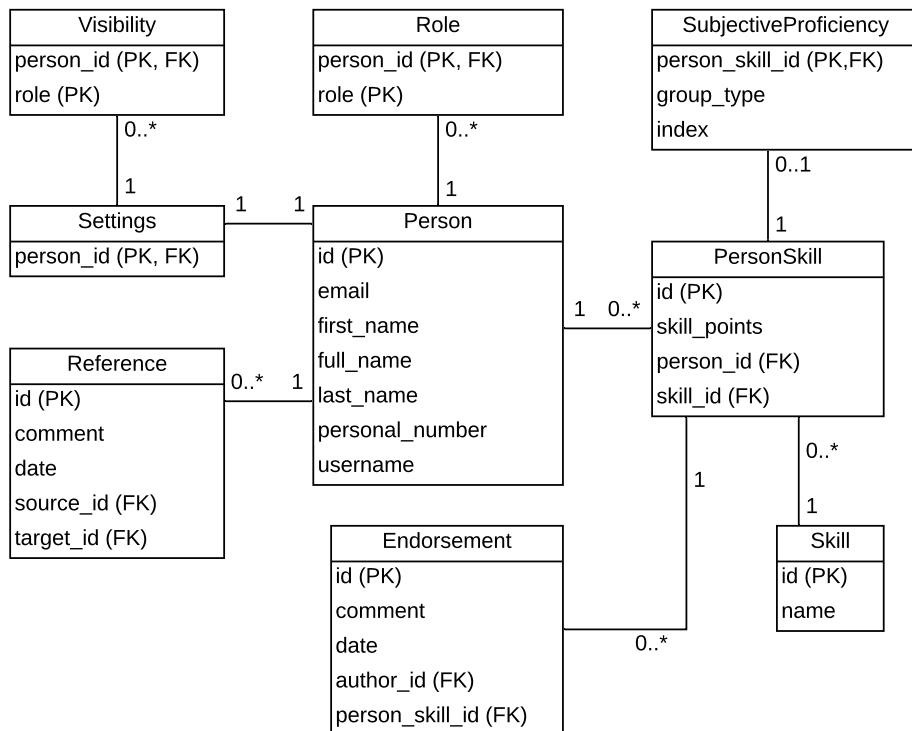 Visibility
person_id (PK, FK)
role (PK)
0..*
1
Role
person_id (PK, FK)
role (PK)
0..*
1
SubjectiveProficiency
person_skill_id (PK,FK)
group_type
index
0..1
1
Settings
person_id (PK, FK)
1 1
Person
id (PK)
email
first_name
full_name
last_name
personal_number
username
1 0..*
PersonSkill
id (PK)
skill_points
person_id (FK)
skill_id (FK)
Reference
id (PK)
comment
date
source_id (FK)
target_id (FK)
0..* 1
1
0..*
0..*
1
Endorsement
id (PK)
comment
date
author_id (FK)
person_skill_id (FK)
Skill
id (PK)
name